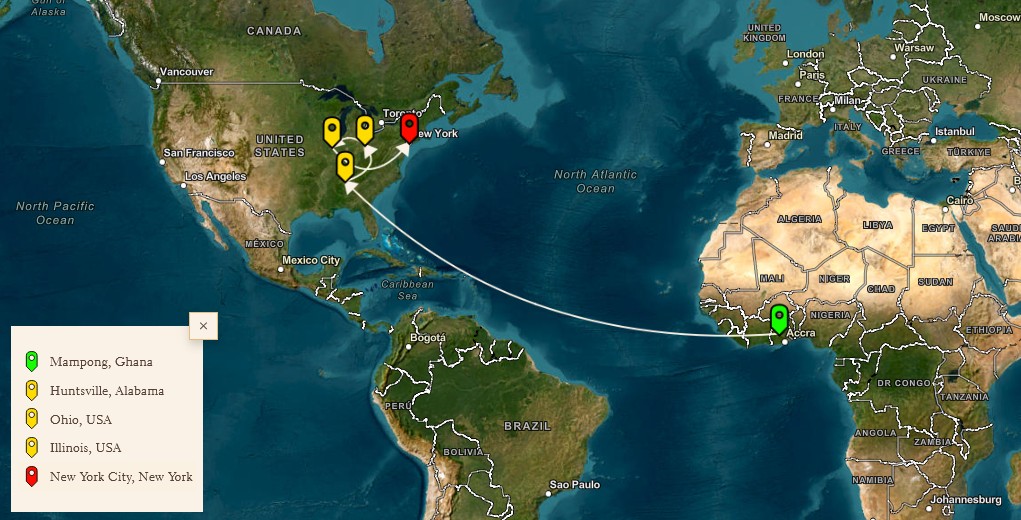 Gulf of
Alaska
CANADA
Vancouver
Toronto
ew York
UNITED
STATES
San Francisco
Los Angeles
North Pacific
Ocean
MÉXICO
Mexico City
Caribbean
Sea
North Atlantic
Ocean
Bogotá
PERÚ
BRAZIL
BOLIVIA
Sao Paulo
UNITED
KINGDOM
London
Paris
FRANCE
Milan
Madrid
ITALY
Warsaw
Moscow
UKRAINE
Istanbul
GREECE
TÜRKIYE
Cairo
ALGERIA
LIBYA
EGYPT
SAUDI
ARABIA
MALI
NIGER
CHAD
SUDAN
NIGERIA
ETHIOPIA
Accra
DR CONGO
TANZANIA
ANGOLA
ZAMBIA
NAMIBIA
Johannesburg
×
Mampong, Ghana
Huntsville, Alabama
Ohio, USA
Illinois, USA
New York City, New York